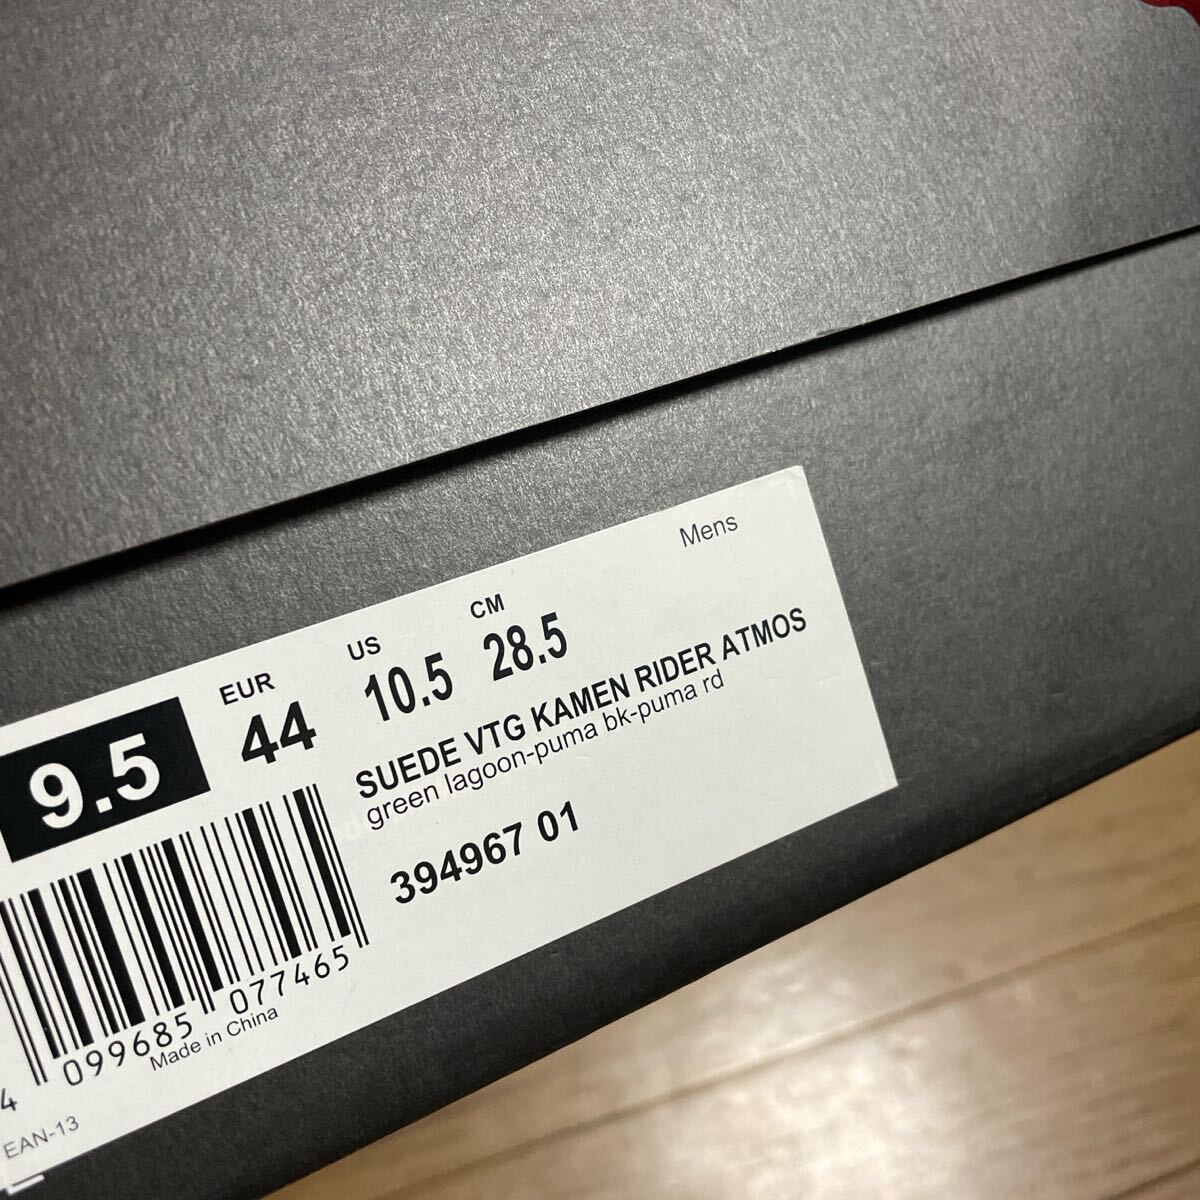 Mens
EUR US CM
9.5 44 10.5 28.5
SUEDE VTG KAMEN RIDER ATMOS
green lagoon-puma bk-puma rd
394967 01
4 099685 077465
Made in China
EAN-13